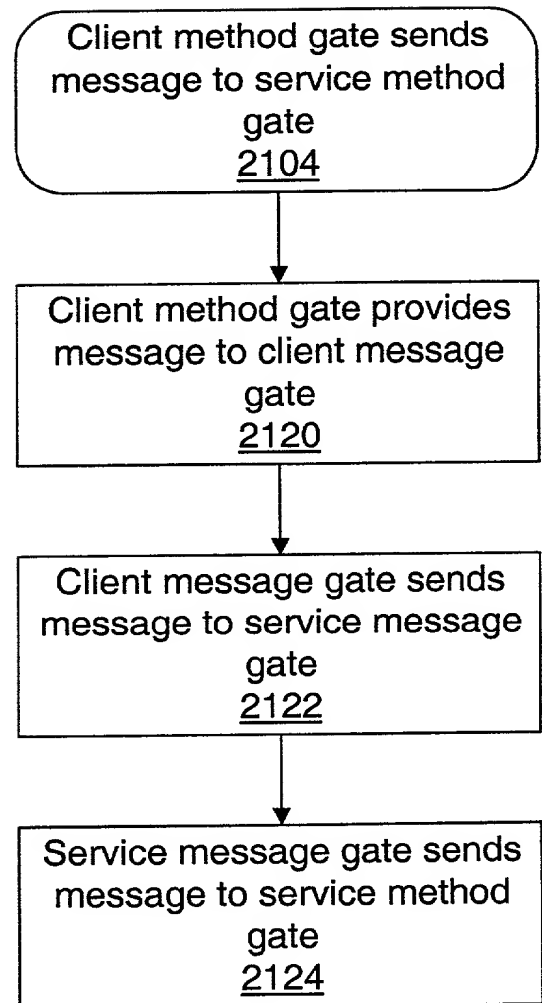 Client method gate sends
message to service method
gate
2104
Client method gate provides
message to client message
gate
2120
Client message gate sends
message to service message
gate
2122
Service message gate sends
message to service method
gate
2124